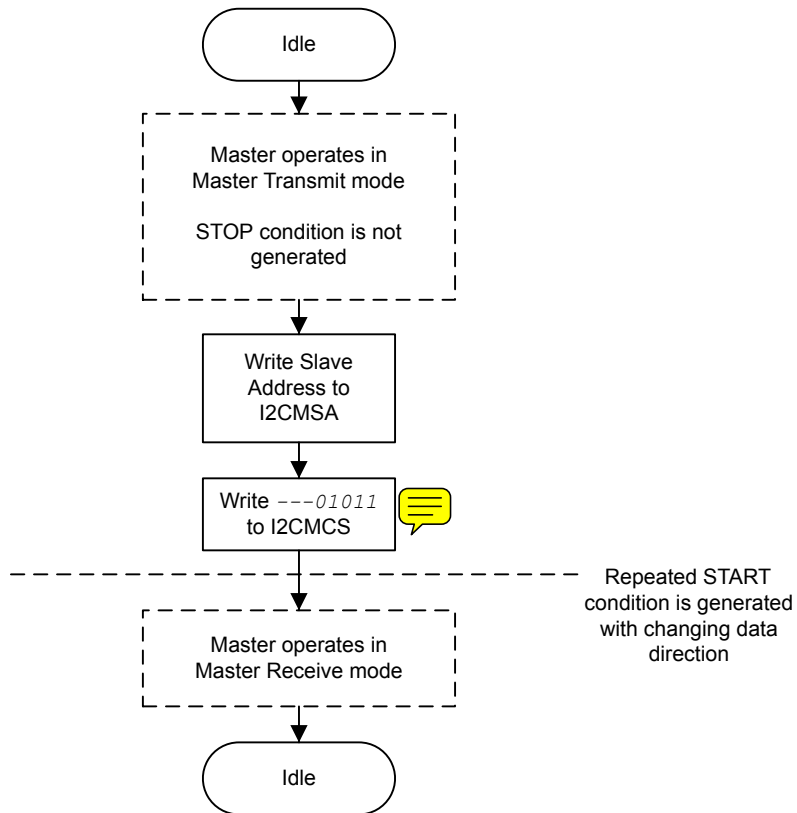 Idle
Master operates in
Master Transmit mode
STOP condition is not
generated
Write Slave
Address to
I2CMSA
Write ---01011
to I2CMCS
Repeated START
condition is generated
with changing data
direction
Master operates in
Master Receive mode
Idle